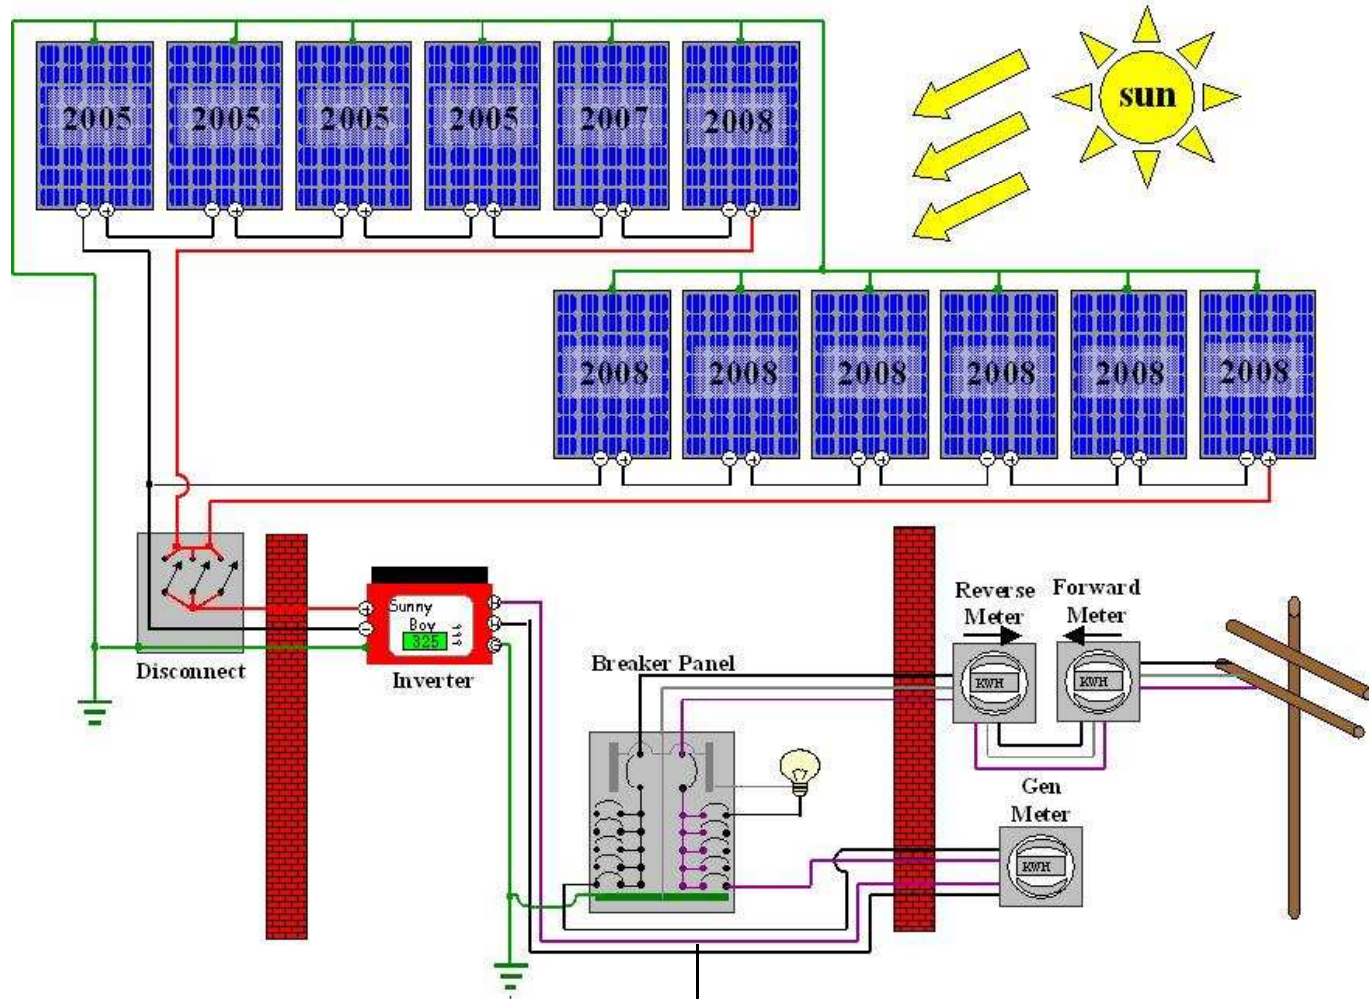 2005
2005
2005
2005
2007
2008
sun
2008
2008
2008
2008
2008
2008
Disconnect
Sunny
Boy
325
Inverter
Breaker Panel
Reverse
Meter
Forward
Meter
KWH
KWH
Gen
Meter
KWH